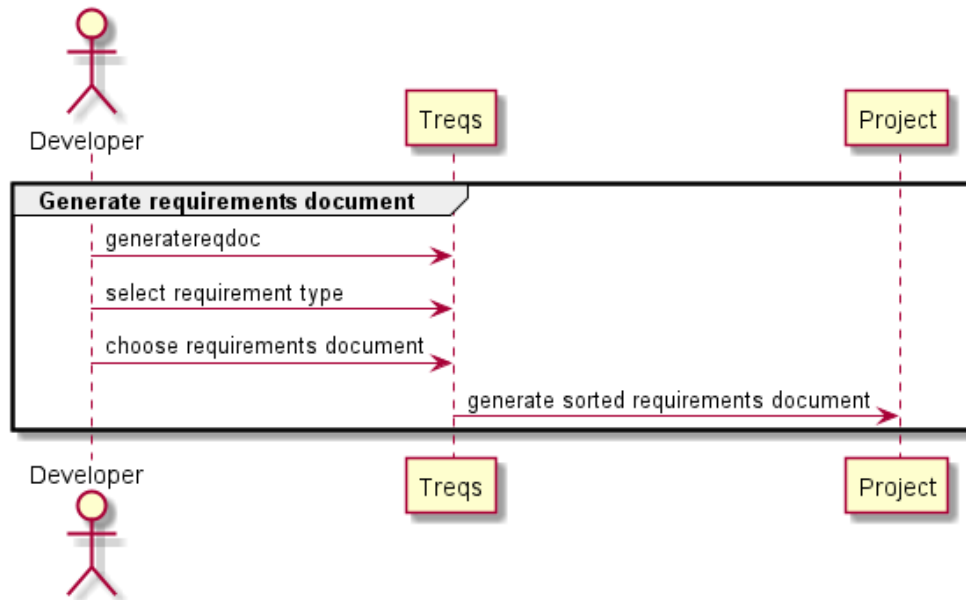 Developer
Treqs
Project
Generate requirements document
generatereqdoc
select requirement type
choose requirements document
generate sorted requirements document
Developer
Treqs
Project